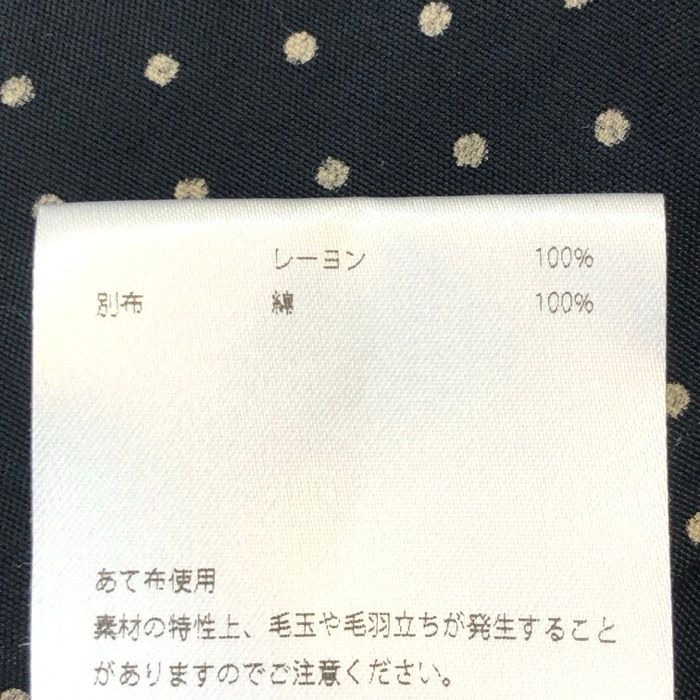 レーヨン 100%
別布 綿 100%
あて布使用
素材の特性上、毛玉や毛羽立ちが発生すること
がありますのでご注意ください。